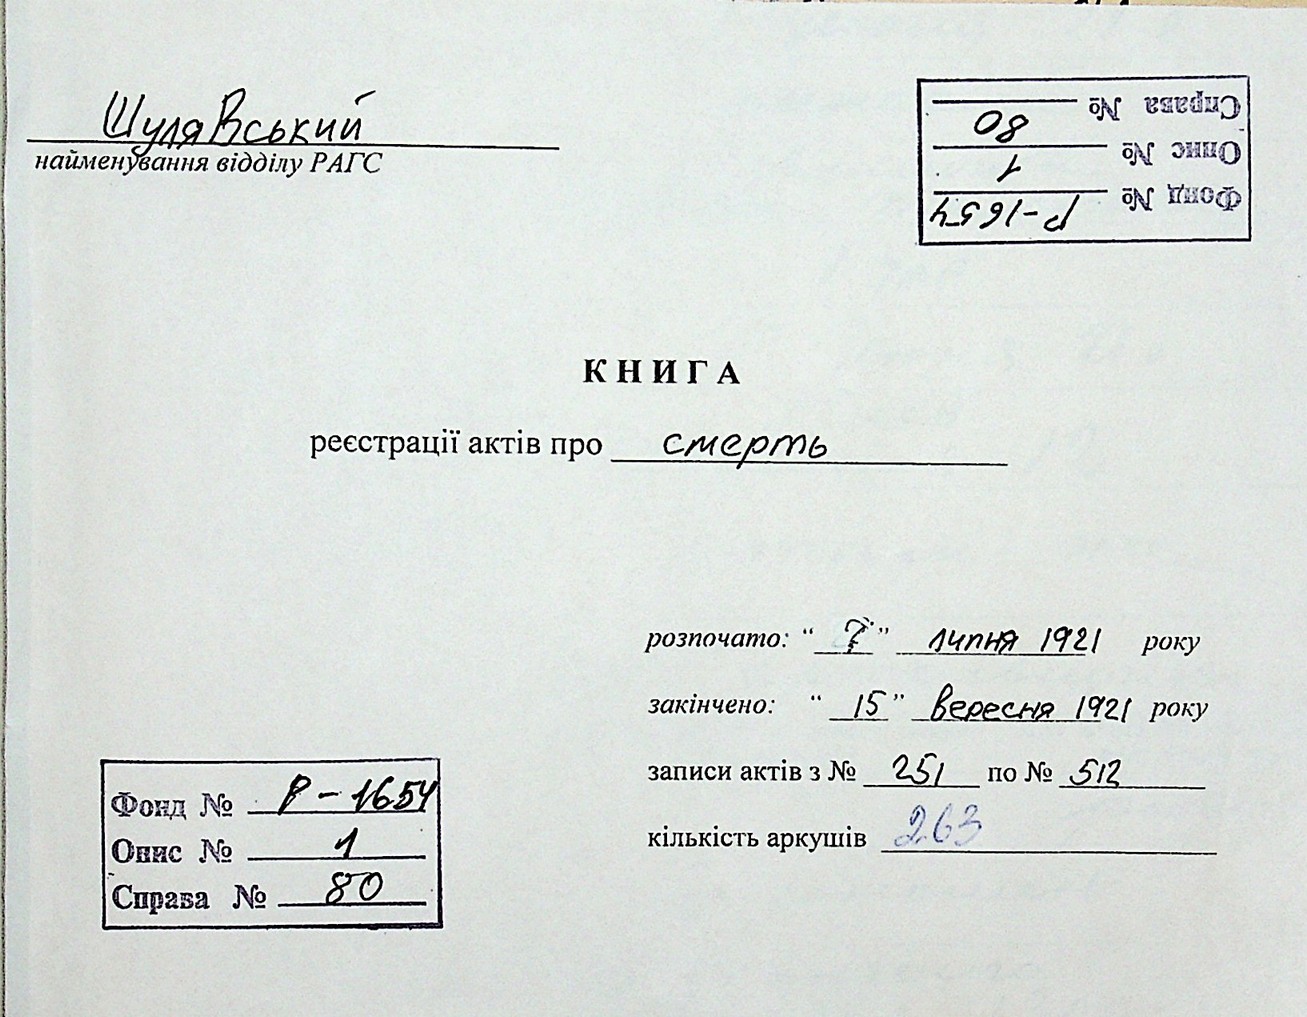 Шулявський
найменування відділу РАГС
Фонд № Р-1654
Опис № 1
Справа № 80
КНИГА
реєстрації актів про смерть
розпочато: "7" липня 1921 року
закінчено: "15" вересня 1921 року
записи актів з № 251 по № 512
кількість аркушів 263
Фонд № Р-1654
Опис № 1
Справа № 80